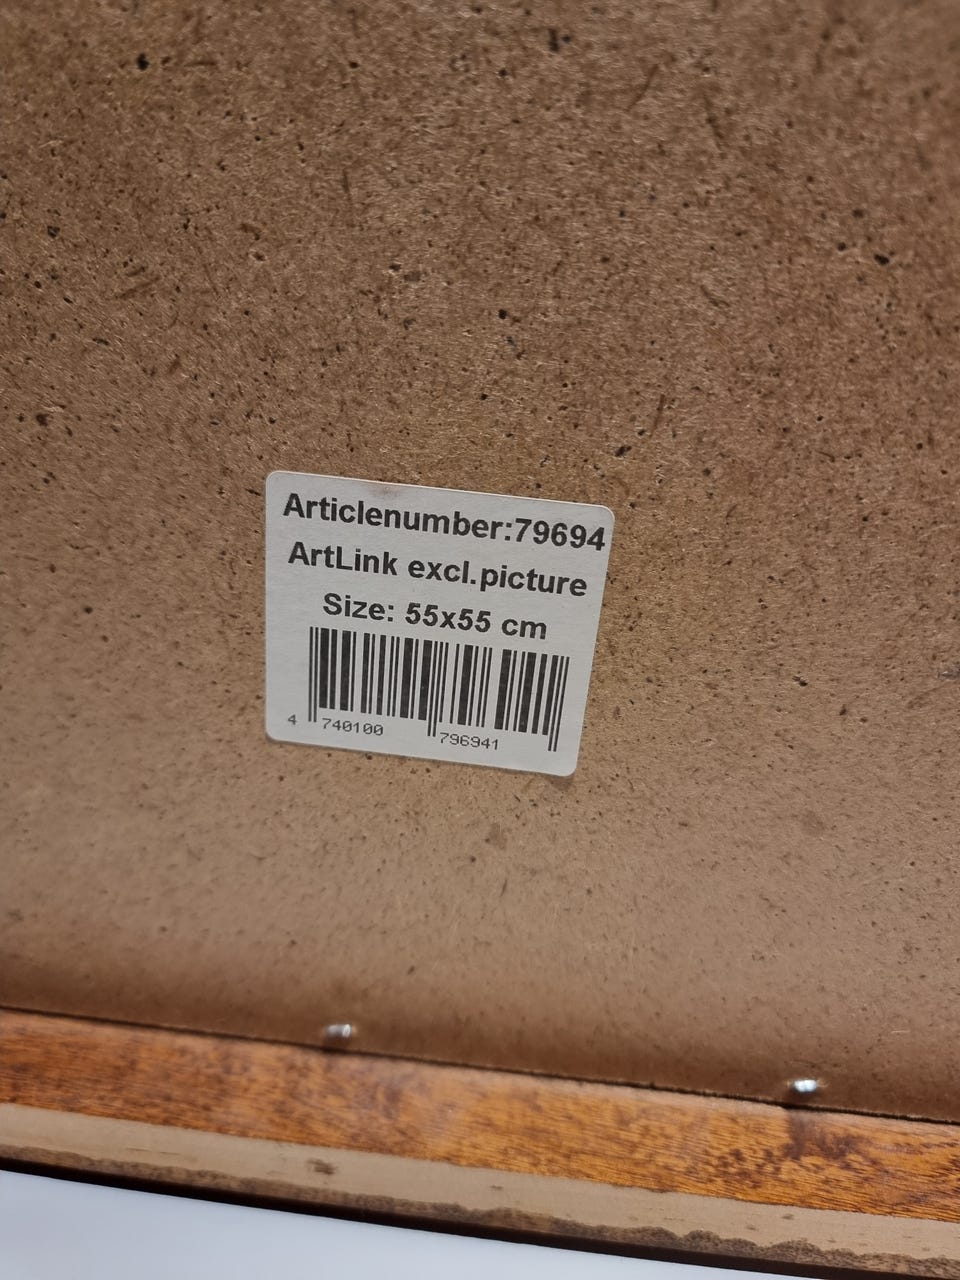 Articlenumber:79694
ArtLink excl.picture
Size: 55x55 cm
4 740100 796941